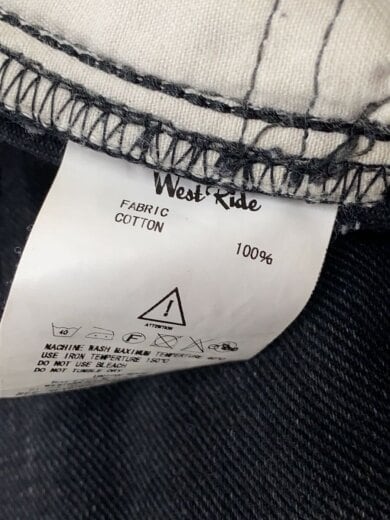 West Ride
FABRIC
COTTON 100%
ATTENTION
40 F
MACHINE WASH MAXIMUM TEMPERTURE 40°C
USE IRON TEMPERTURE 150°C
DO NOT USE BLEACH
DO NOT TUMBLE DRY